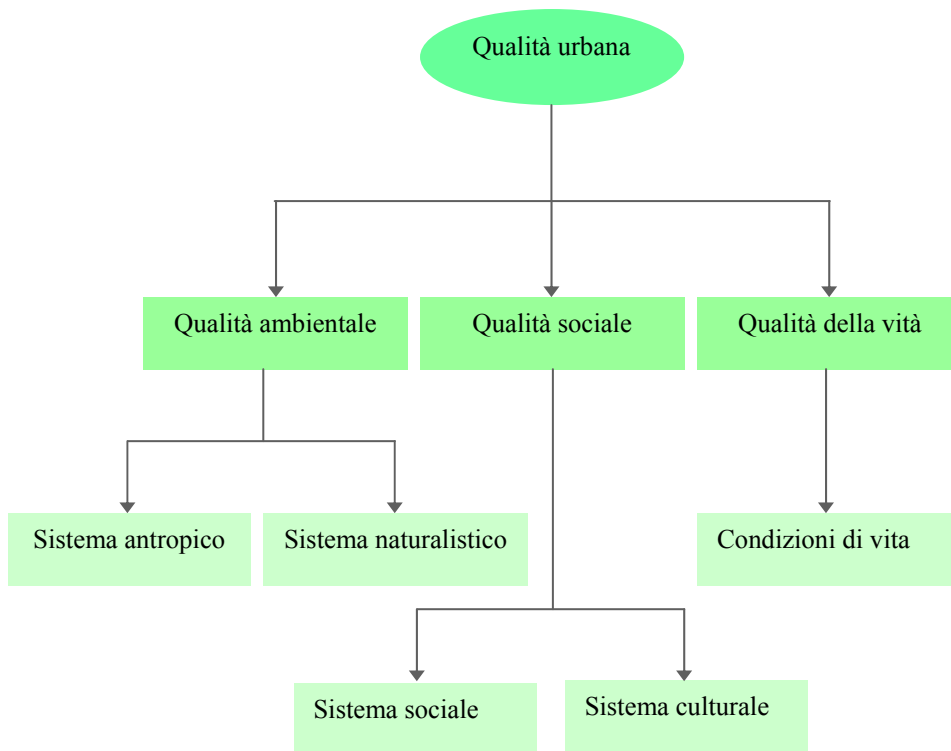 Qualità urbana
Qualità ambientale
Qualità sociale
Qualità della vità
Sistema antropico
Sistema naturalistico
Condizioni di vita
Sistema sociale
Sistema culturale